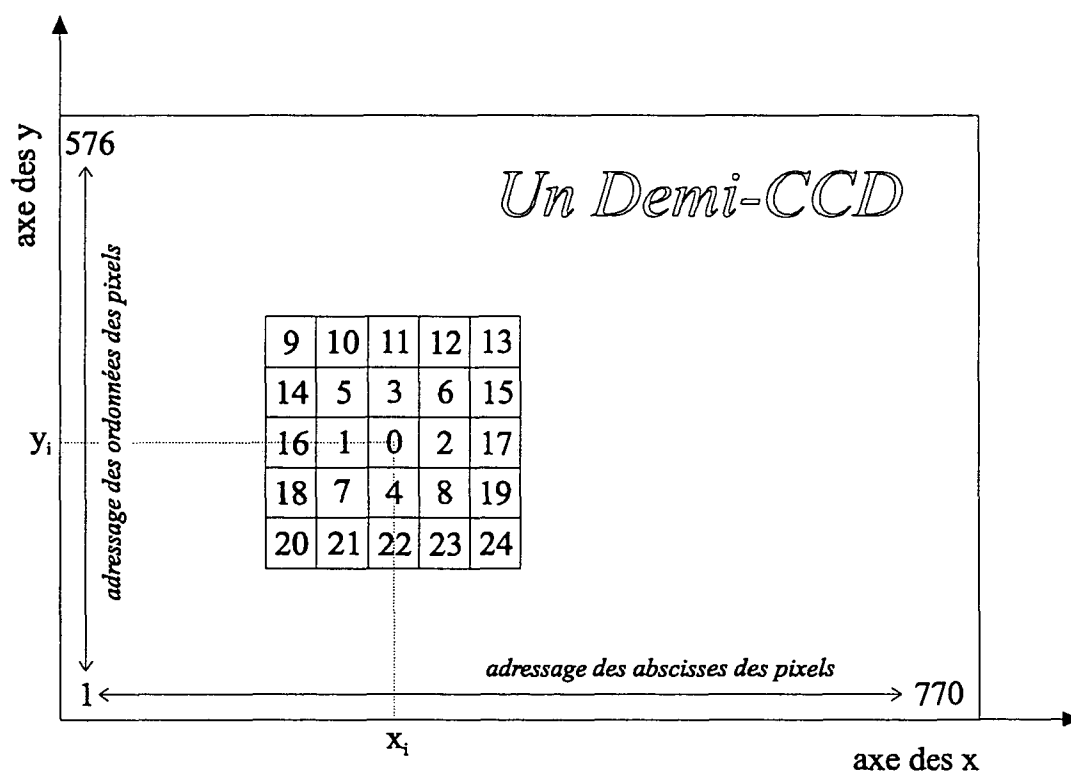 axe des y
576
Un Demi-CCD
adressage des ordonnées des pixels
9 10 11 12 13
14 5 3 6 15
16 1 0 2 17
18 7 4 8 19
20 21 22 23 24
yi
adressage des abscisses des pixels
1
770
xi
axe des x